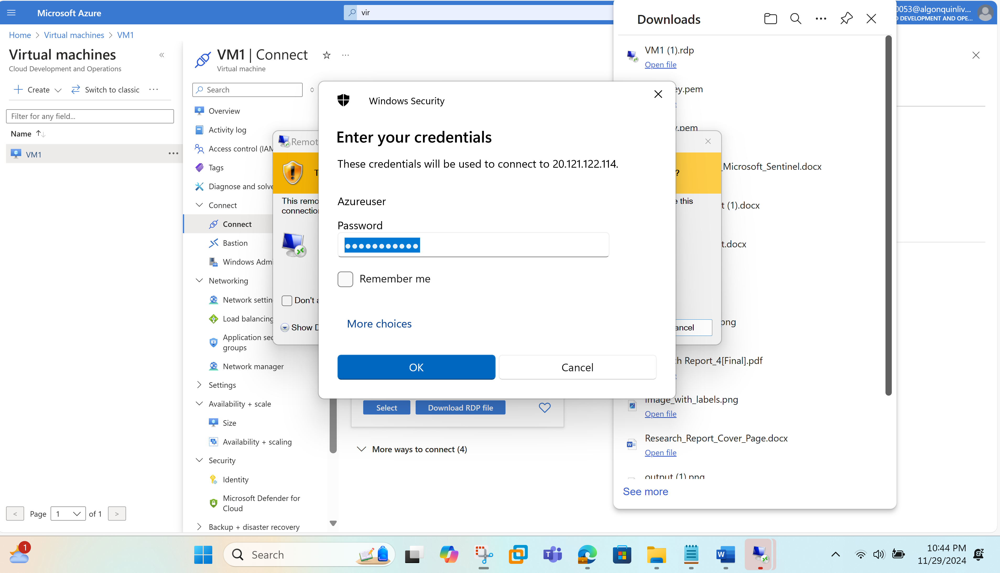 Microsoft Azure
vir
0053@algonquinliv...
DEVELOPMENT AND OPE...
Home > Virtual machines > VM1
Virtual machines
Cloud Development and Operations
Create
Switch to classic
Filter for any field...
Name
VM1
Page 1 of 1
VM1 | Connect
Virtual machine
Search
Overview
Activity log
Access control (IAM
Tags
Diagnose and solve
Connect
Connect
Bastion
Windows Admi
Networking
Network settin
Load balancing
Application sec
groups
Network manager
Settings
Availability + scale
Size
Availability + scaling
Security
Identity
Microsoft Defender for
Cloud
Backup + disaster recovery
Remot
T
?
This remo
e this
connection
Don't a
Show D
ancel
Windows Security
Enter your credentials
These credentials will be used to connect to 20.121.122.114.
Azureuser
Password
Remember me
More choices
OK
Cancel
Select
Download RDP file
More ways to connect (4)
Downloads
VM1 (1).rdp
Open file
ey.pem
y.pem
_Microsoft_Sentinel.docx
t (1).docx
t.docx
png
ch Report_4[Final].pdf
image_with_labels.png
Open file
Research_Report_Cover_Page.docx
Open file
output (1).png
See more
1
Search
10:44 PM
11/29/2024